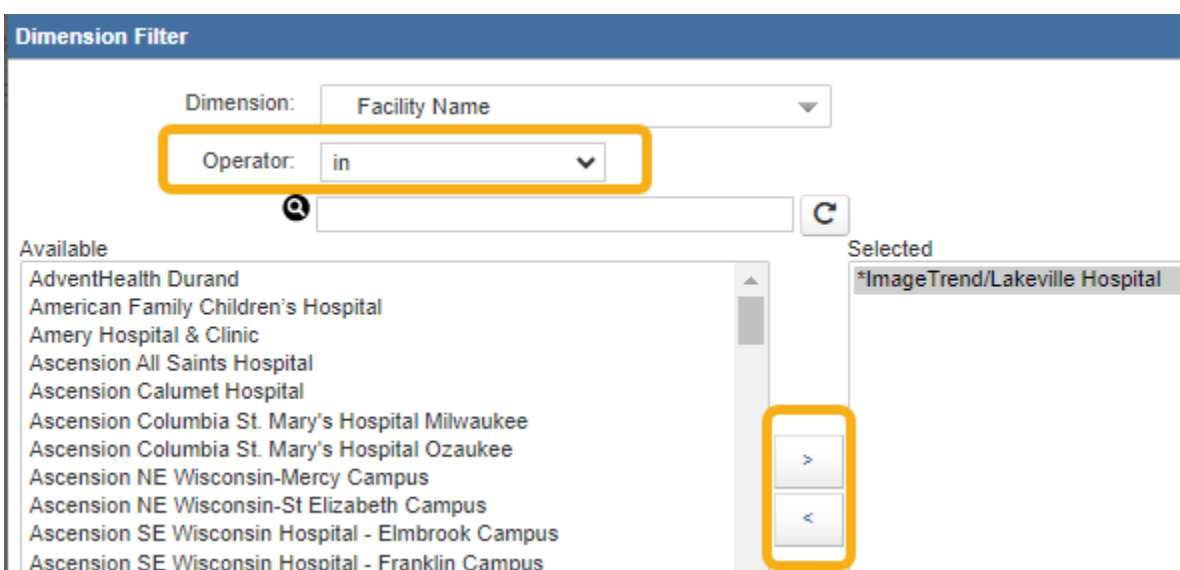 Dimension Filter
Dimension: Facility Name
Operator: in
Available
Selected
AdventHealth Durand
*ImageTrend/Lakeville Hospital
American Family Children’s Hospital
Amery Hospital & Clinic
Ascension All Saints Hospital
Ascension Calumet Hospital
Ascension Columbia St. Mary's Hospital Milwaukee
Ascension Columbia St. Mary's Hospital Ozaukee
>
Ascension NE Wisconsin-Mercy Campus
Ascension NE Wisconsin-St Elizabeth Campus
<
Ascension SE Wisconsin Hospital - Elmbrook Campus
Ascension SE Wisconsin Hospital - Franklin Campus